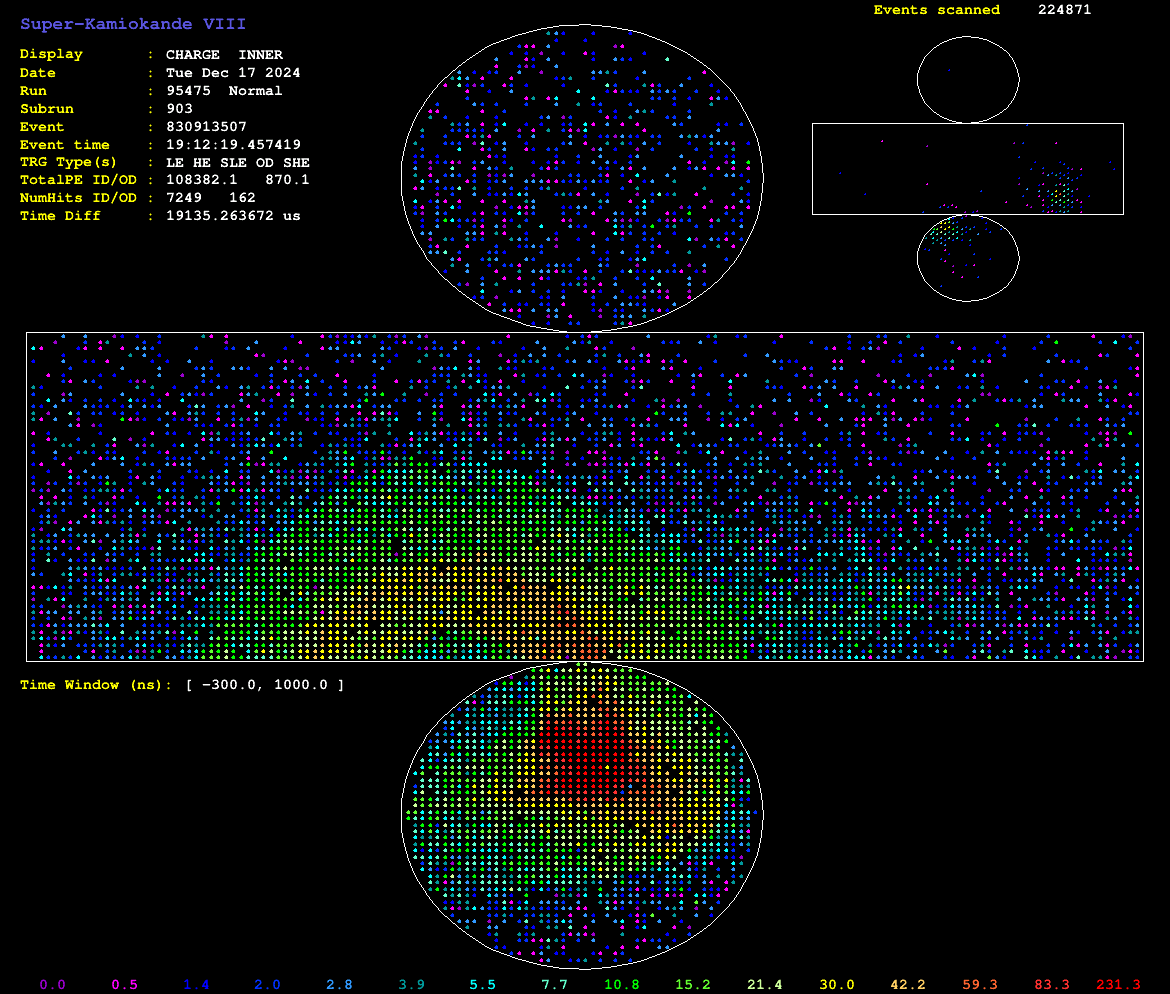 Super-Kamiokande VIII
Events scanned 224871
Display : CHARGE INNER
Date : Tue Dec 17 2024
Run : 95475 Normal
Subrun : 903
Event : 830913507
Event time : 19:12:19.457419
TRG Type(s) : LE HE SLE OD SHE
TotalPE ID/OD : 108382.1 870.1
NumHits ID/OD : 7249 162
Time Diff : 19135.263672 us
Time Window (ns): [ −300.0, 1000.0 ]
0.0 0.5 1.4 2.0 2.8 3.9 5.5 7.7 10.8 15.2 21.4 30.0 42.2 59.3 83.3 231.3